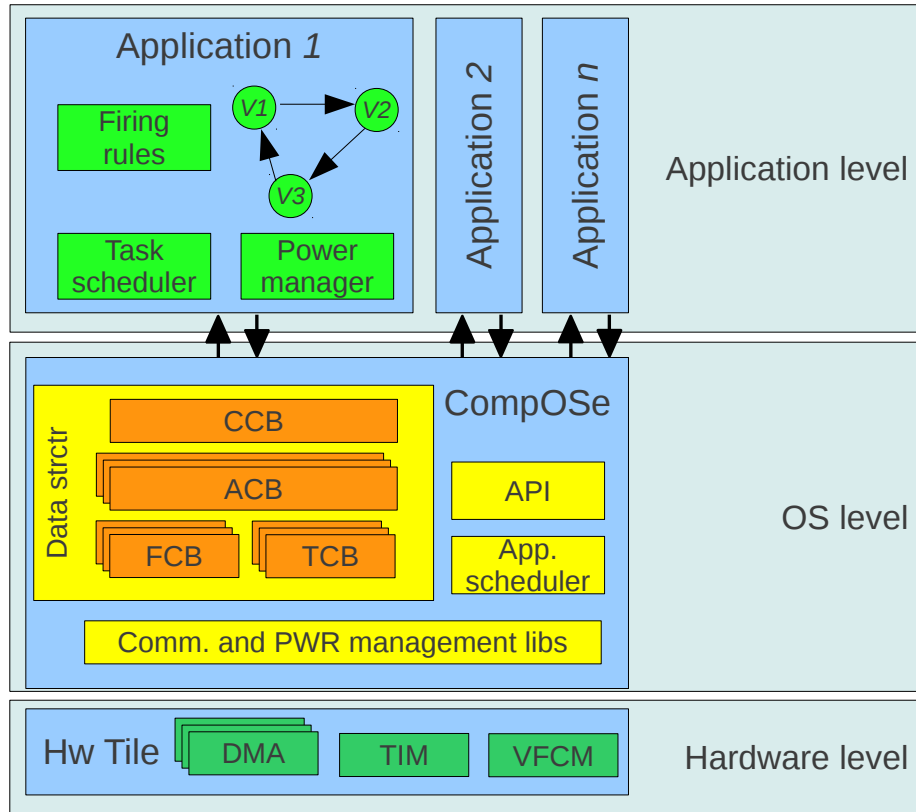 Application 1
Firing
rules
V1
V2
V3
Task
scheduler
Power
manager
Application 2
Application n
Application level
CompOSe
Data strctr
CCB
ACB
FCB
TCB
API
App.
scheduler
Comm. and PWR management libs
OS level
Hw Tile
DMA
TIM
VFCM
Hardware level